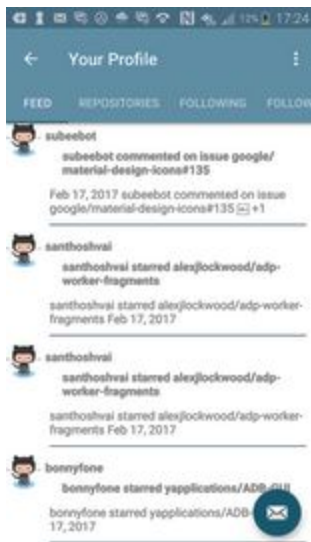 12% 17:24
Your Profile
FEED REPOSITORIES FOLLOWING FOLLOW
subeebot
subeebot commented on issue google/
material-design-icons#135
Feb 17, 2017 subeebot commented on issue
google/material-design-icons#135 +1
santhoshvai
santhoshvai starred alexjlockwood/adp-
worker-fragments
santhoshvai starred alexjlockwood/adp-worker-
fragments Feb 17, 2017
santhoshvai
santhoshvai starred alexjlockwood/adp-
worker-fragments
santhoshvai starred alexjlockwood/adp-worker-
fragments Feb 17, 2017
bonnyfone
bonnyfone starred yapplications/ADB-GUI
bonnyfone starred yapplications/ADB-
17, 2017